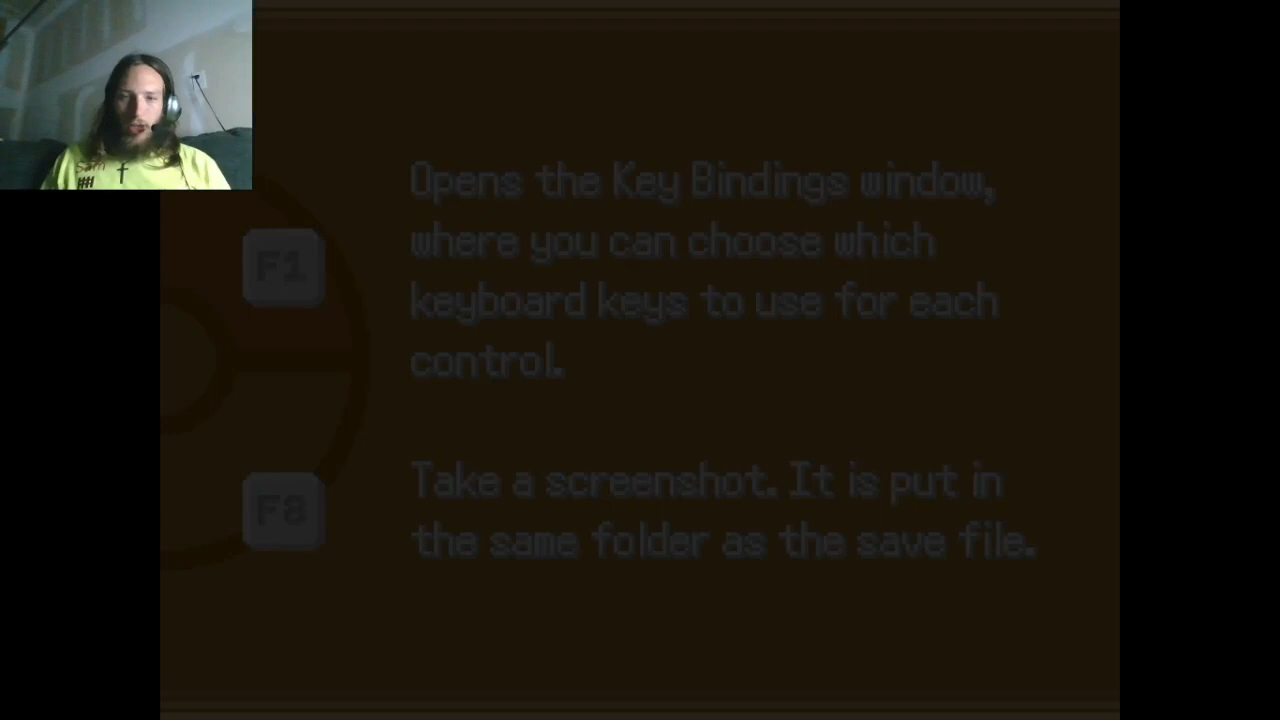 Sam
F1
Opens the Key Bindings window,
where you can choose which
keyboard keys to use for each
control.
F8
Take a screenshot. It is put in
the same folder as the save file.